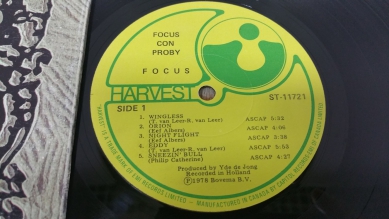 FOCUS
CON
PROBY
FOCUS
HARVEST
ST-11721
SIDE 1
1. WINGLESS ASCAP 5:32
(T. van Leer-R. van Leer)
2. ORION ASCAP 4:06
(Eef Albers)
3. NIGHT FLIGHT ASCAP 3:38
(Eef Albers)
4. EDDY ASCAP 5:53
(T. van Leer-R. van Leer)
5. SNEEZIN' BULL ASCAP 4:27
(Philip Catherine)
Produced by Yde de Jong
Recorded in Holland
Ⓟ1978 Bovema B.V.